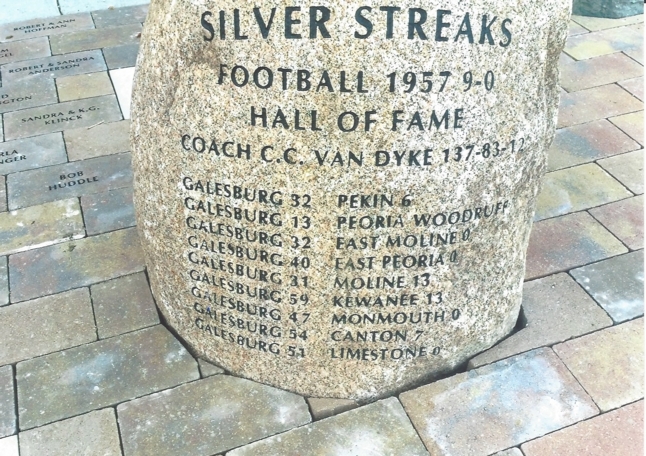 ROBERT & ANN
HOFFMAN
ROBERT & SANDRA
ANDERSON
SANDRA & K.G.
KLINCK
BOB
HUDDLE
SILVER STREAKS
FOOTBALL 1957 9-0
HALL OF FAME
COACH C.C. VAN DYKE 137-83-12
GALESBURG 32 PEKIN 6
GALESBURG 13 PEORIA WOODRUFF
GALESBURG 32 EAST MOLINE 0
GALESBURG 40 EAST PEORIA 0
GALESBURG 31 MOLINE 13
GALESBURG 59 KEWANEE 13
GALESBURG 47 MONMOUTH 0
GALESBURG 54 CANTON 7
GALESBURG 51 LIMESTONE 0